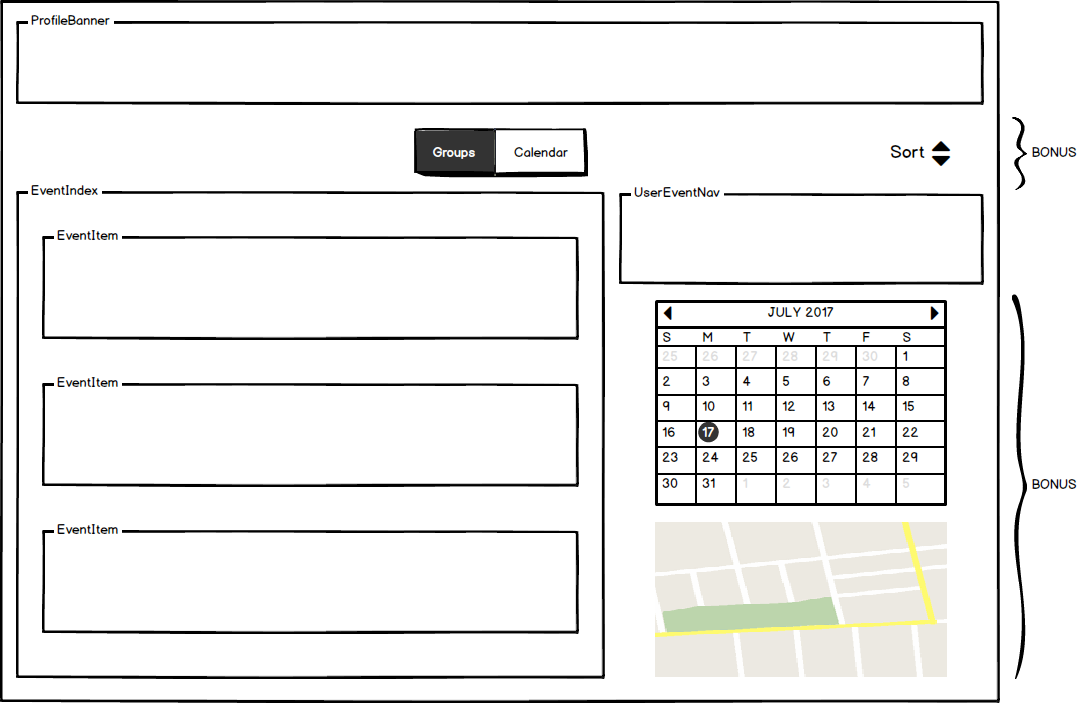 ProfileBanner
Groups Calendar
Sort
BONUS
EventIndex
UserEventNav
EventItem
EventItem
EventItem
JULY 2017
S M T W T F S
25 26 27 28 29 30 1
2 3 4 5 6 7 8
9 10 11 12 13 14 15
16 17 18 19 20 21 22
23 24 25 26 27 28 29
30 31 1 2 3 4 5
BONUS